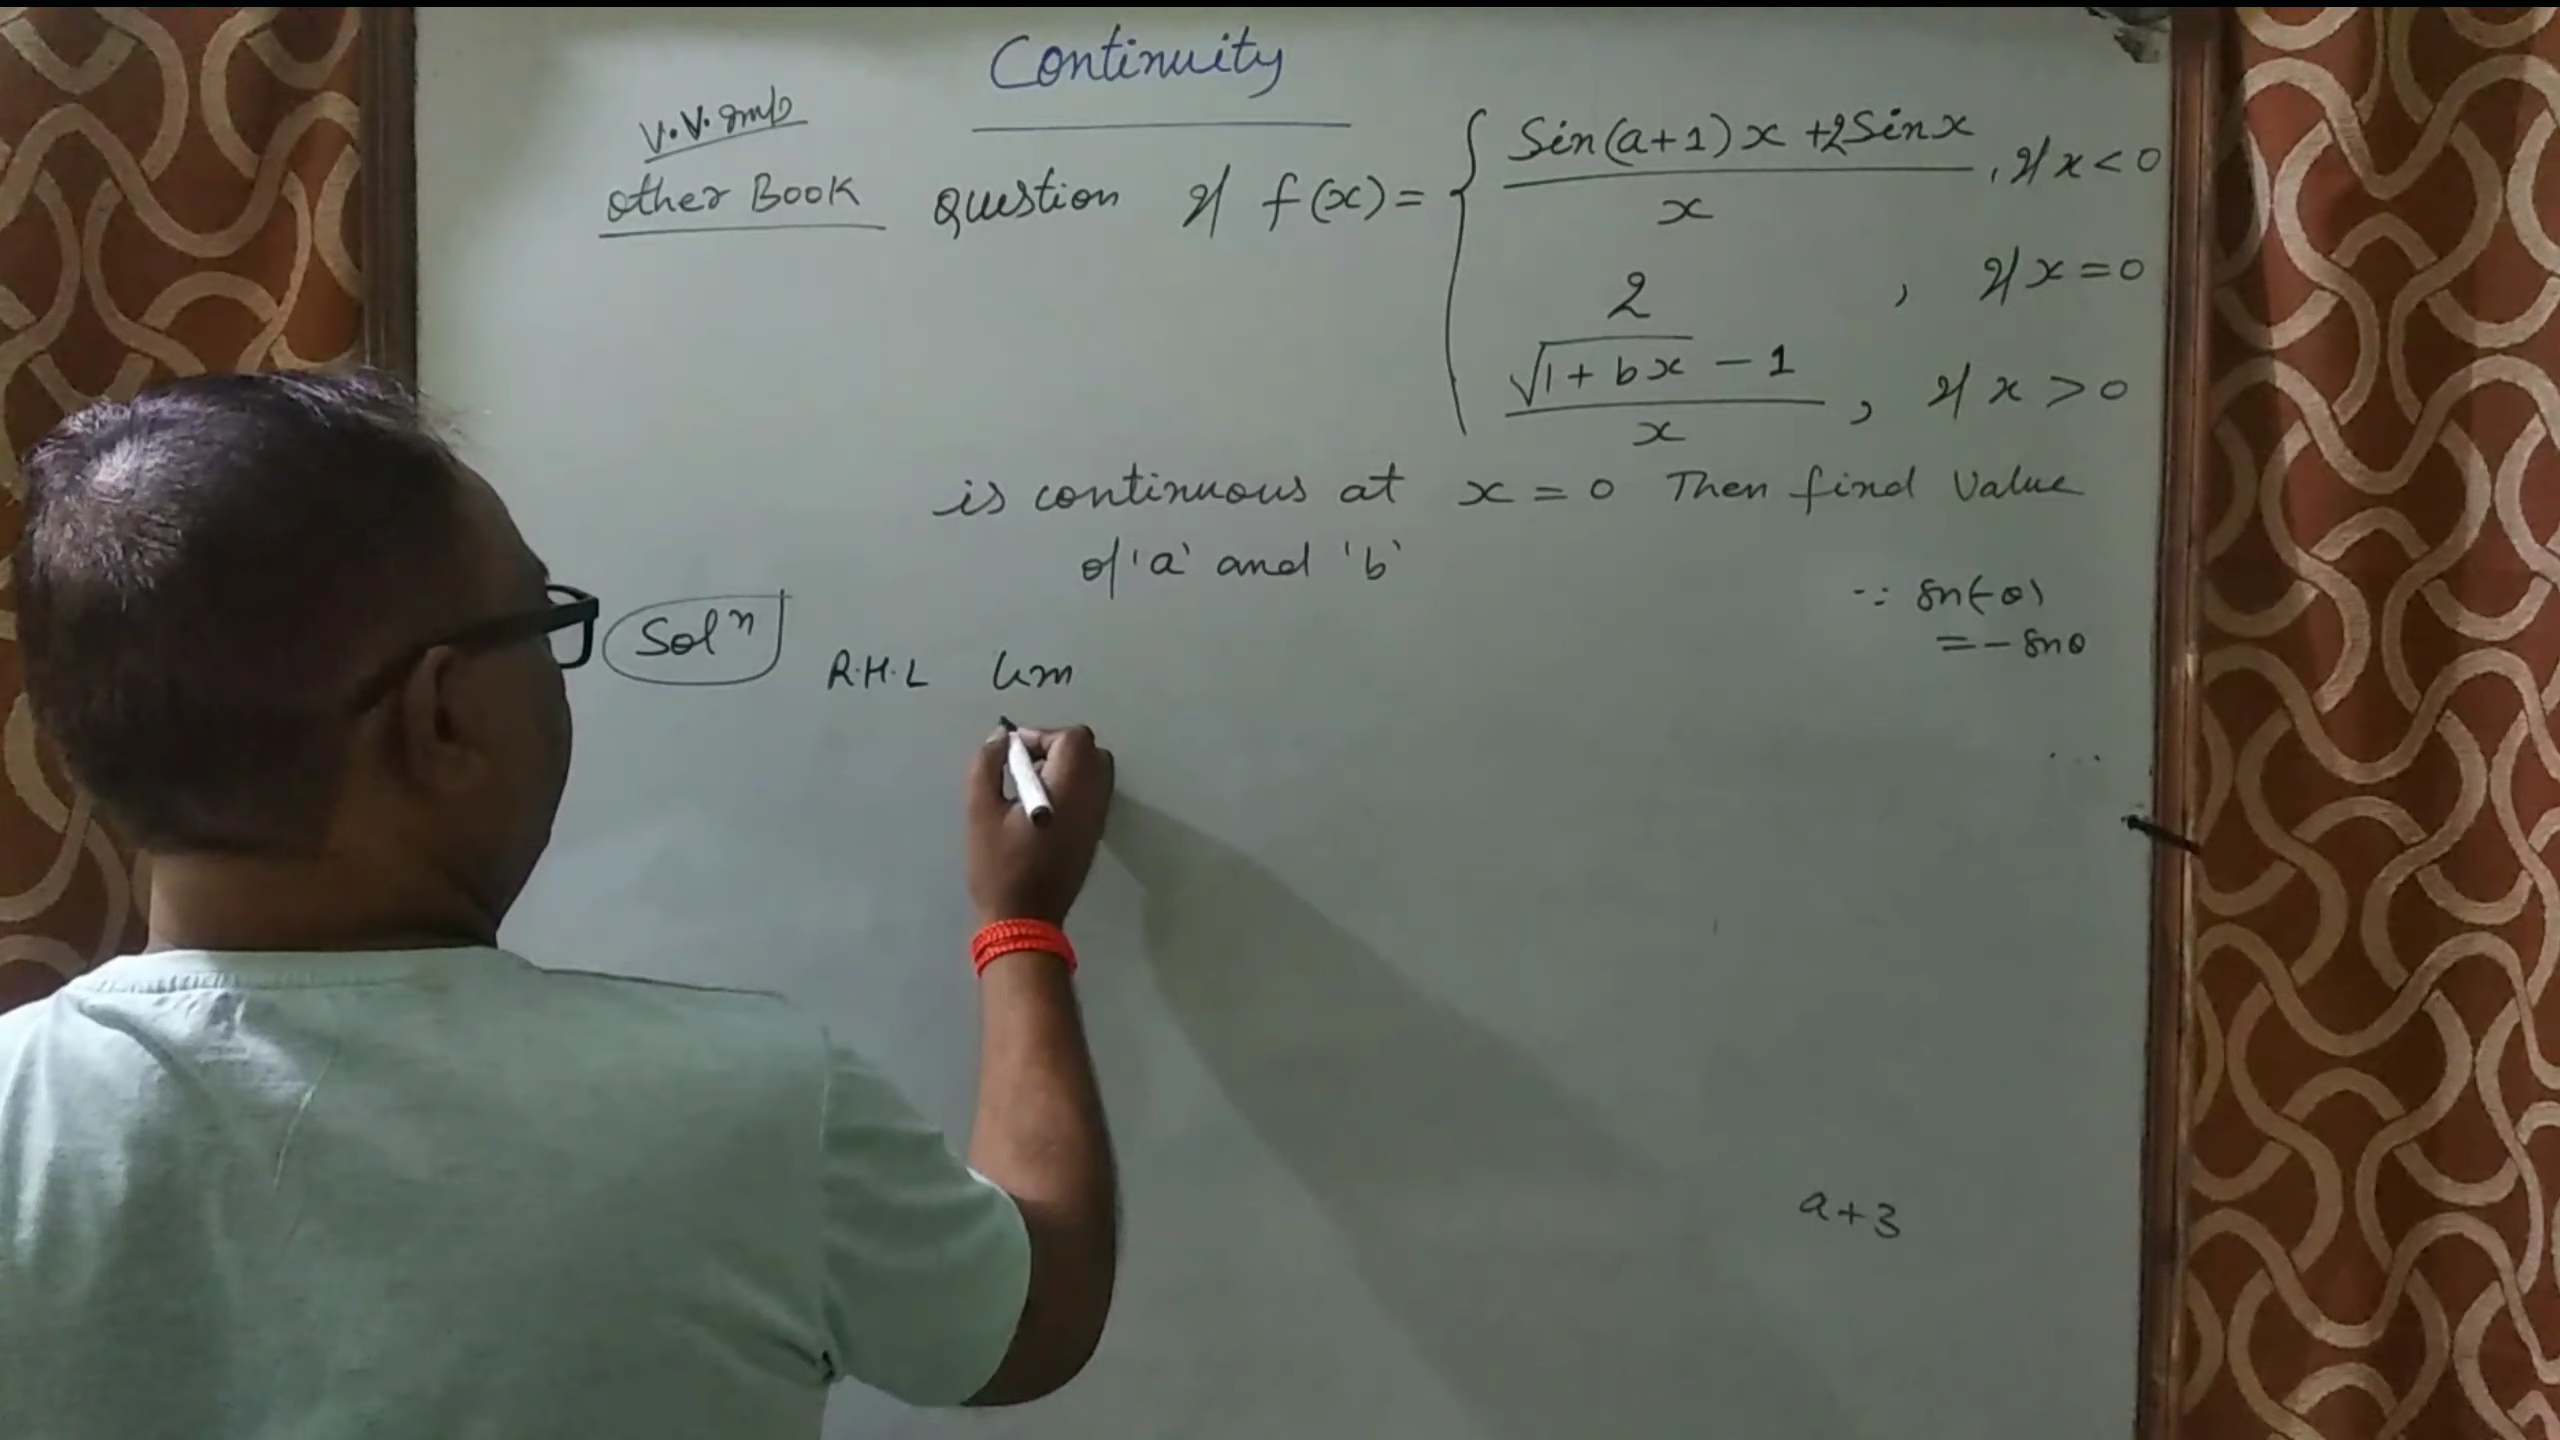 Continuity
V.V.Imp
other Book
Question If f(x) = { Sin(a+1)x + 2Sinx / x , If x < 0
2 , If x = 0
√1+bx - 1 / x , If x > 0
is continuous at x = 0 Then find value
of 'a' and 'b'
∵ sin(-θ)
= - sinθ
Solⁿ
R.H.L lim
a+3